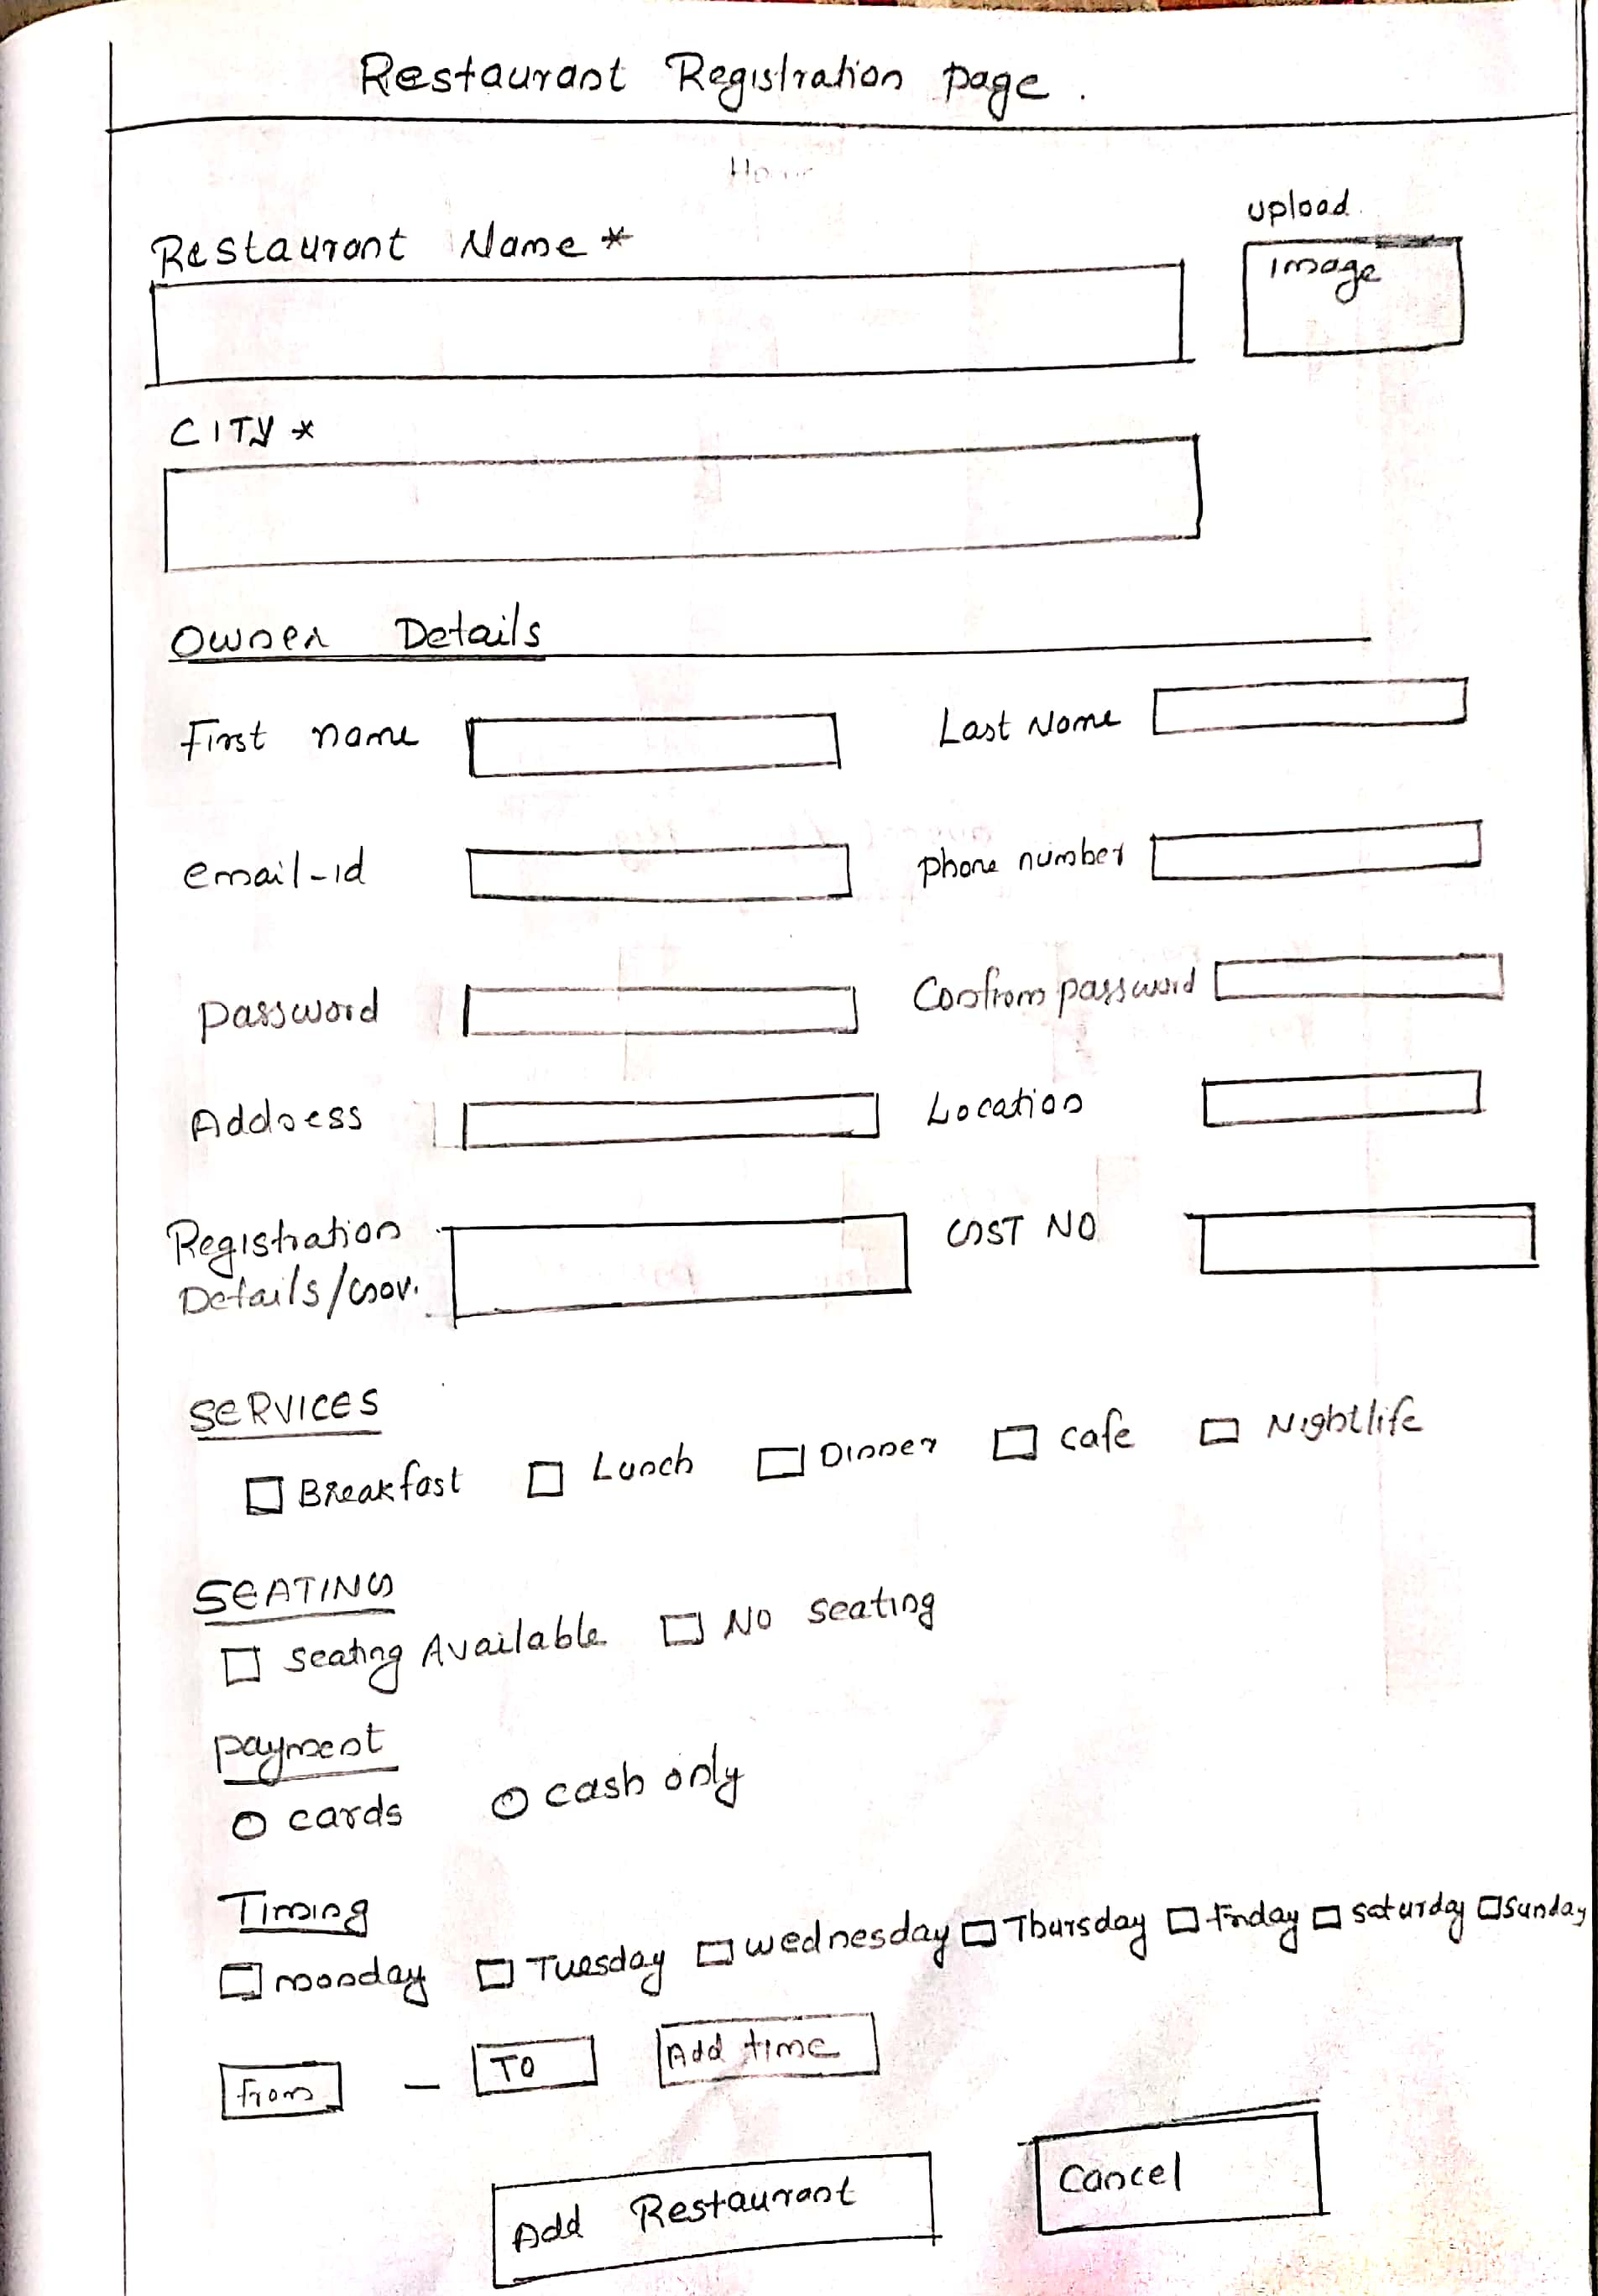 Restaurant Registration page.
upload
Restaurant Name *
Image
CITY *
Owner Details
First name
Last Name
email-id
phone number
password
Confirm password
Address
Location
Registration
Details/Gov.
GST NO
SERVICES
Breakfast Lunch Dinner cafe Nightlife
SEATING
seating Available No seating
payment
cards cash only
Timing
monday Tuesday wednesday Thursday friday saturday sunday
from - TO Add time
Add Restaurant
Cancel